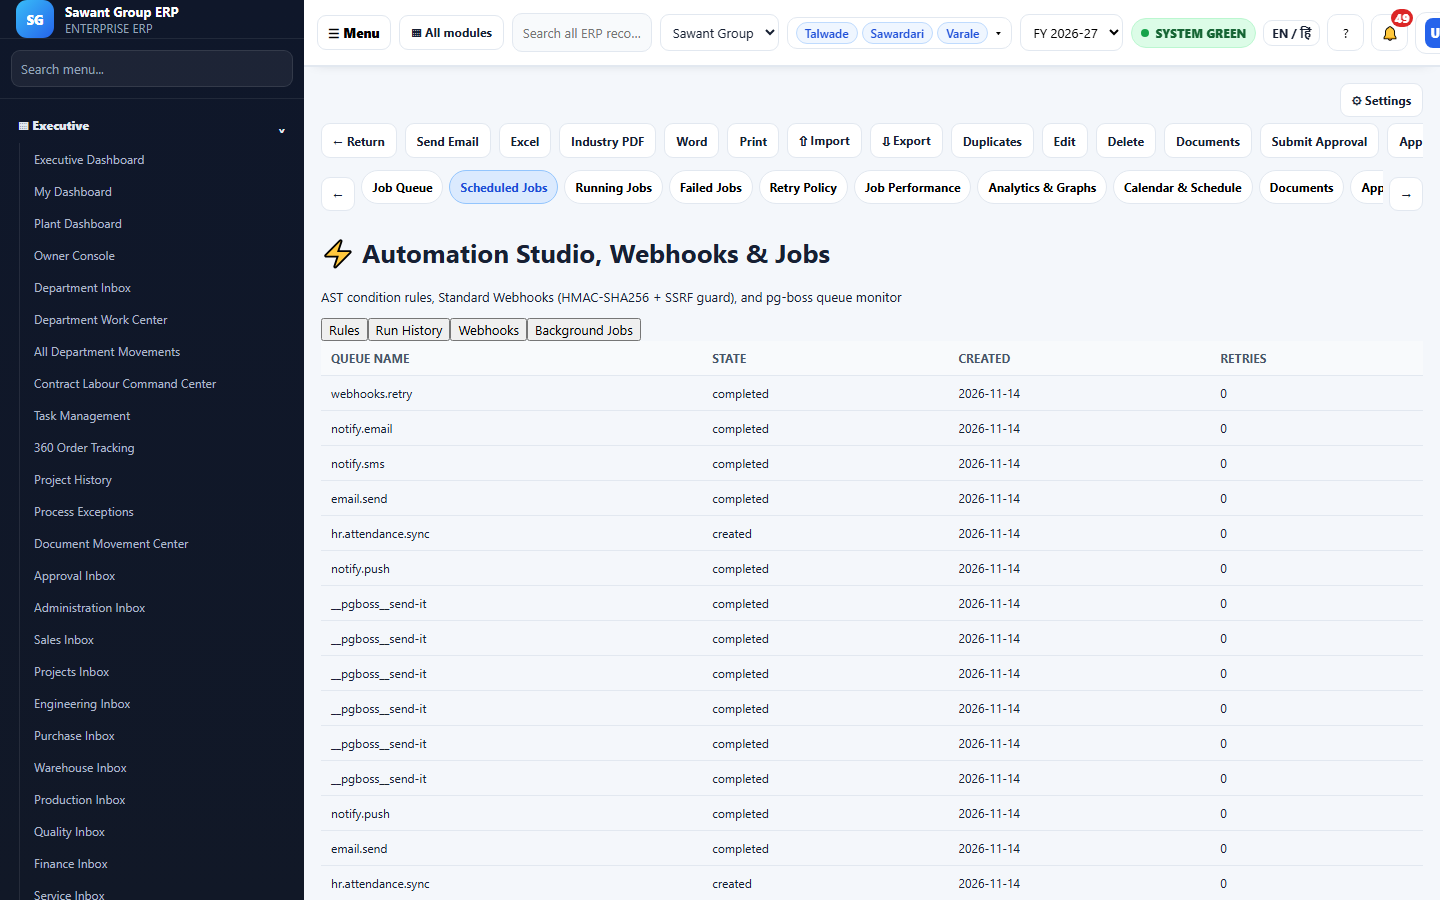 SG
Sawant Group ERP
ENTERPRISE ERP
Search menu...
Executive
Executive Dashboard
My Dashboard
Plant Dashboard
Owner Console
Department Inbox
Department Work Center
All Department Movements
Contract Labour Command Center
Task Management
360 Order Tracking
Project History
Process Exceptions
Document Movement Center
Approval Inbox
Administration Inbox
Sales Inbox
Projects Inbox
Engineering Inbox
Purchase Inbox
Warehouse Inbox
Production Inbox
Quality Inbox
Finance Inbox
Service Inbox
☰ Menu All modules Search all ERP reco... Sawant Group Talwade Sawardari Varale FY 2026-27 SYSTEM GREEN EN / हिं ? 49 U
⚙ Settings
← Return Send Email Excel Industry PDF Word Print ⇧ Import ⇩ Export Duplicates Edit Delete Documents Submit Approval App
← Job Queue Scheduled Jobs Running Jobs Failed Jobs Retry Policy Job Performance Analytics & Graphs Calendar & Schedule Documents App →
⚡ Automation Studio, Webhooks & Jobs
AST condition rules, Standard Webhooks (HMAC-SHA256 + SSRF guard), and pg-boss queue monitor
Rules Run History Webhooks Background Jobs
QUEUE NAME STATE CREATED RETRIES
webhooks.retry completed 2026-11-14 0
notify.email completed 2026-11-14 0
notify.sms completed 2026-11-14 0
email.send completed 2026-11-14 0
hr.attendance.sync created 2026-11-14 0
notify.push completed 2026-11-14 0
__pgboss__send-it completed 2026-11-14 0
__pgboss__send-it completed 2026-11-14 0
__pgboss__send-it completed 2026-11-14 0
__pgboss__send-it completed 2026-11-14 0
__pgboss__send-it completed 2026-11-14 0
__pgboss__send-it completed 2026-11-14 0
notify.push completed 2026-11-14 0
email.send completed 2026-11-14 0
hr.attendance.sync created 2026-11-14 0